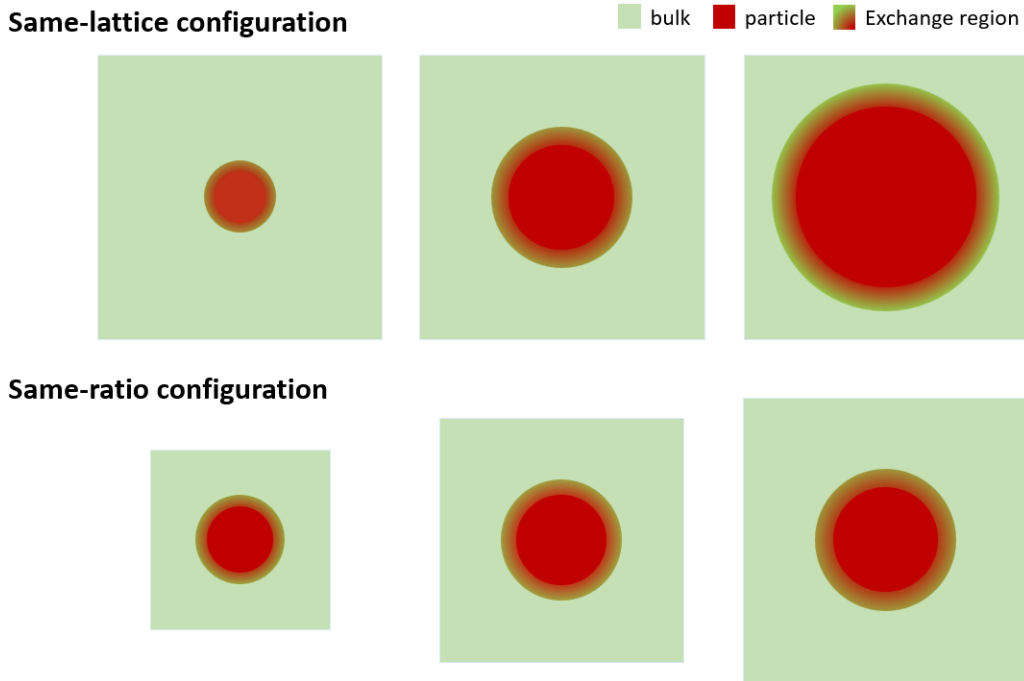 Same-lattice configuration
bulk particle Exchange region
Same-ratio configuration